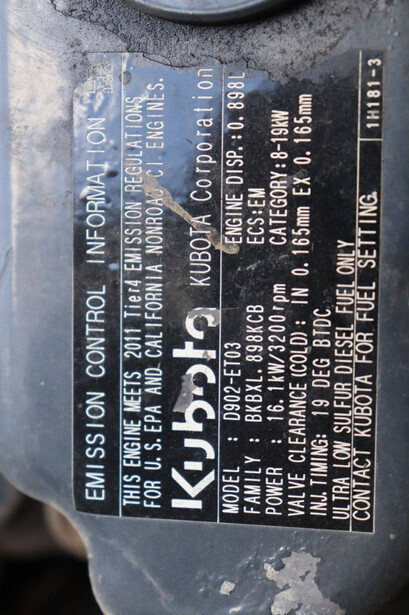 EMISSION CONTROL INFORMATION
THIS ENGINE MEETS 2011 Tier4 EMISSION REGULATIONS
FOR U.S.EPA AND CALIFORNIA NONROAD CI.ENGINES.
Kubota KUBOTA Corporation
MODEL : D902-ET03 ENGINE DISP.:0.898L
FAMILY : BKBXL.898KCB ECS:EM
POWER : 16.1kW/3200rpm CATEGORY:8-19kW
VALVE CLEARANCE(COLD): IN 0.165mm EX 0.165mm
INJ.TIMING: 19 DEG BTDC.
ULTRA LOW SULFUR DIESEL FUEL ONLY
CONTACT KUBOTA FOR FUEL SETTING.
1H181-3